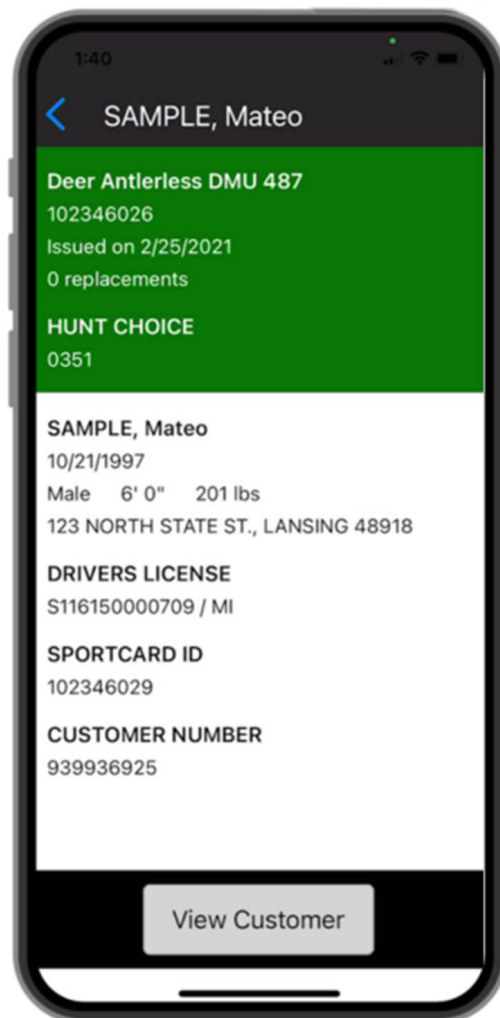 1:40
SAMPLE, Mateo
Deer Antlerless DMU 487
102346026
Issued on 2/25/2021
0 replacements
HUNT CHOICE
0351
SAMPLE, Mateo
10/21/1997
Male 6' 0" 201 lbs
123 NORTH STATE ST., LANSING 48918
DRIVERS LICENSE
S116150000709 / MI
SPORTCARD ID
102346029
CUSTOMER NUMBER
939936925
View Customer